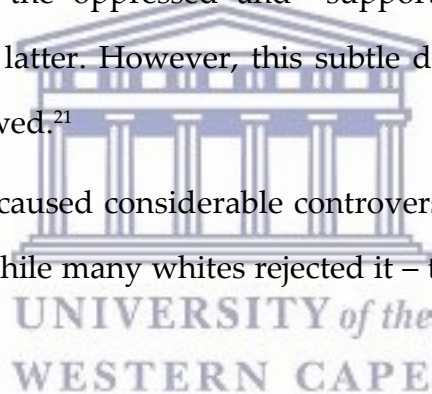 the oppressed and support
latter. However, this subtle d
wed.²¹
caused considerable controvers
hile many whites rejected it – t
UNIVERSITY of the
WESTERN CAPE